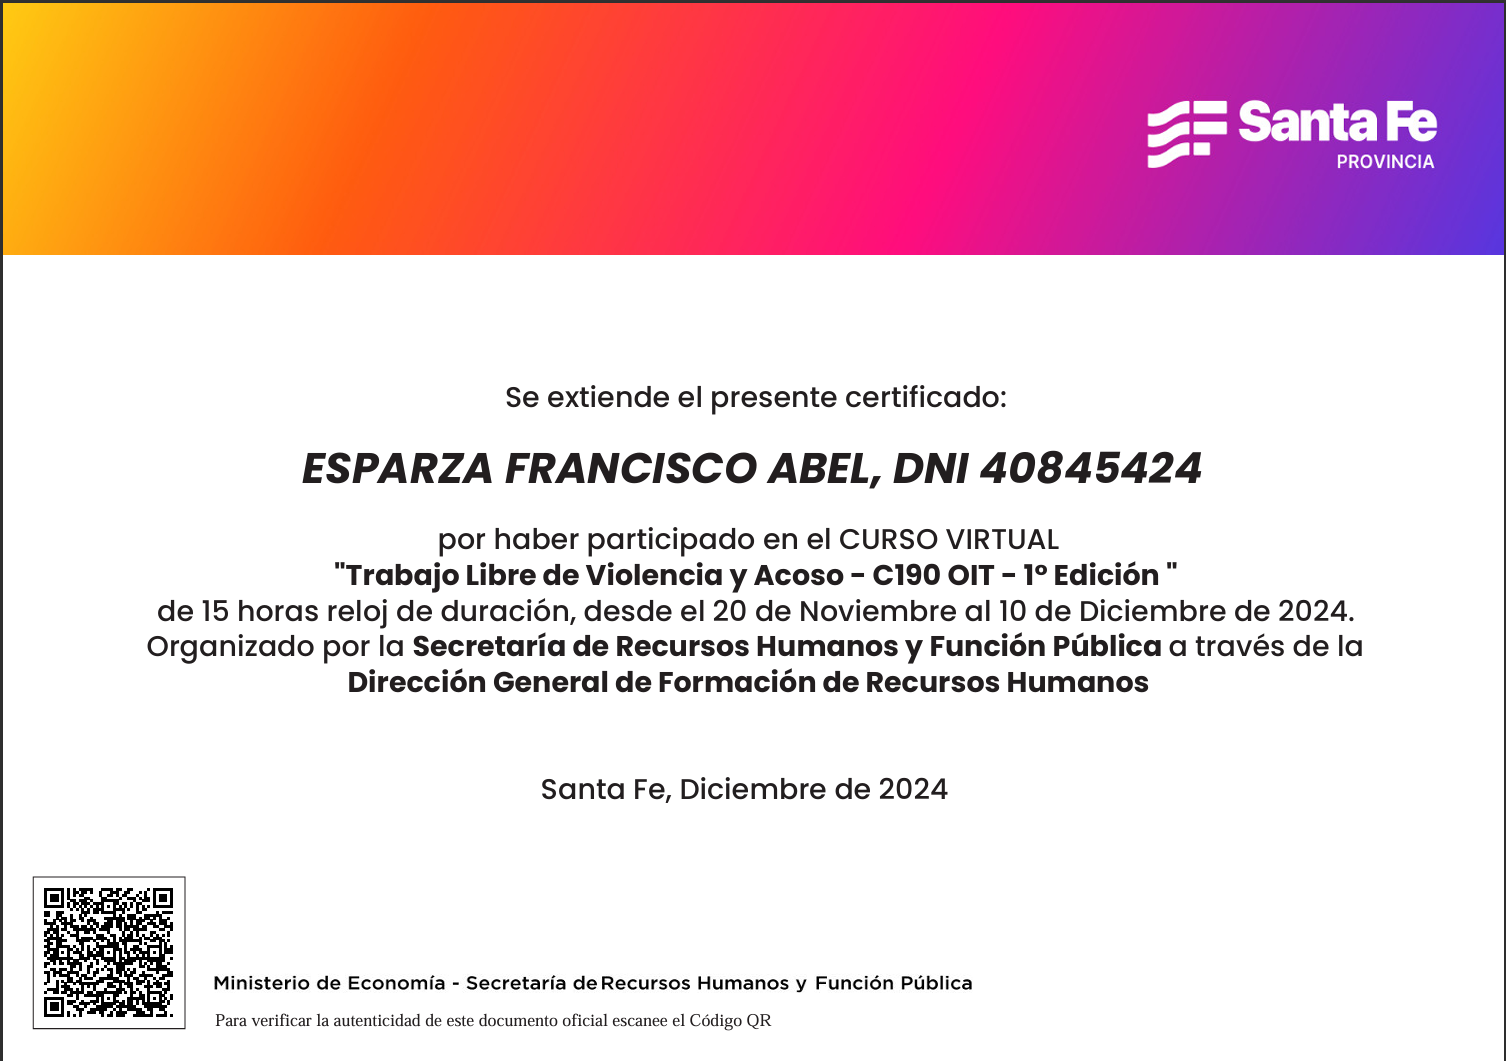 Santa Fe
PROVINCIA
Se extiende el presente certificado:
ESPARZA FRANCISCO ABEL, DNI 40845424
por haber participado en el CURSO VIRTUAL
"Trabajo Libre de Violencia y Acoso - C190 OIT - 1° Edición "
de 15 horas reloj de duración, desde el 20 de Noviembre al 10 de Diciembre de 2024.
Organizado por la Secretaría de Recursos Humanos y Función Pública a través de la
Dirección General de Formación de Recursos Humanos
Santa Fe, Diciembre de 2024
Ministerio de Economía - Secretaría de Recursos Humanos y Función Pública
Para verificar la autenticidad de este documento oficial escanee el Código QR